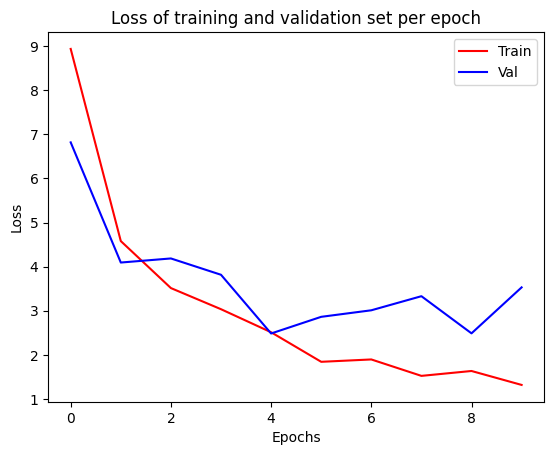 Loss of training and validation set per epoch
Train
Val
9
8
7
6
5
4
3
2
1
Loss
0
2
4
6
8
Epochs